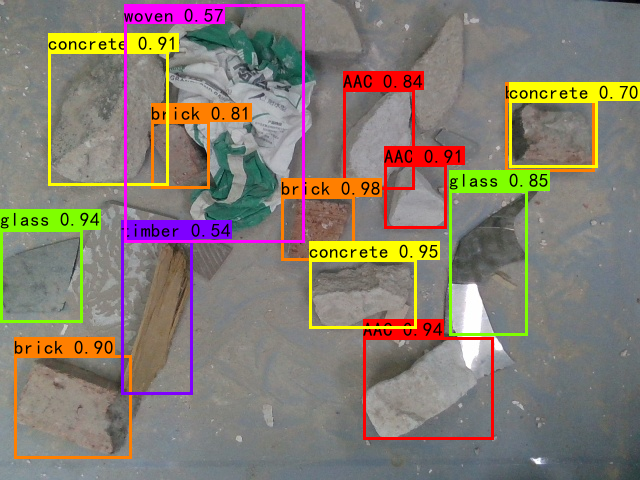 woven 0.57
concrete 0.91
AAC 0.84
concrete 0.70
brick 0.81
AAC 0.91
glass 0.85
brick 0.98
glass 0.94
timber 0.54
concrete 0.95
AAC 0.94
brick 0.90